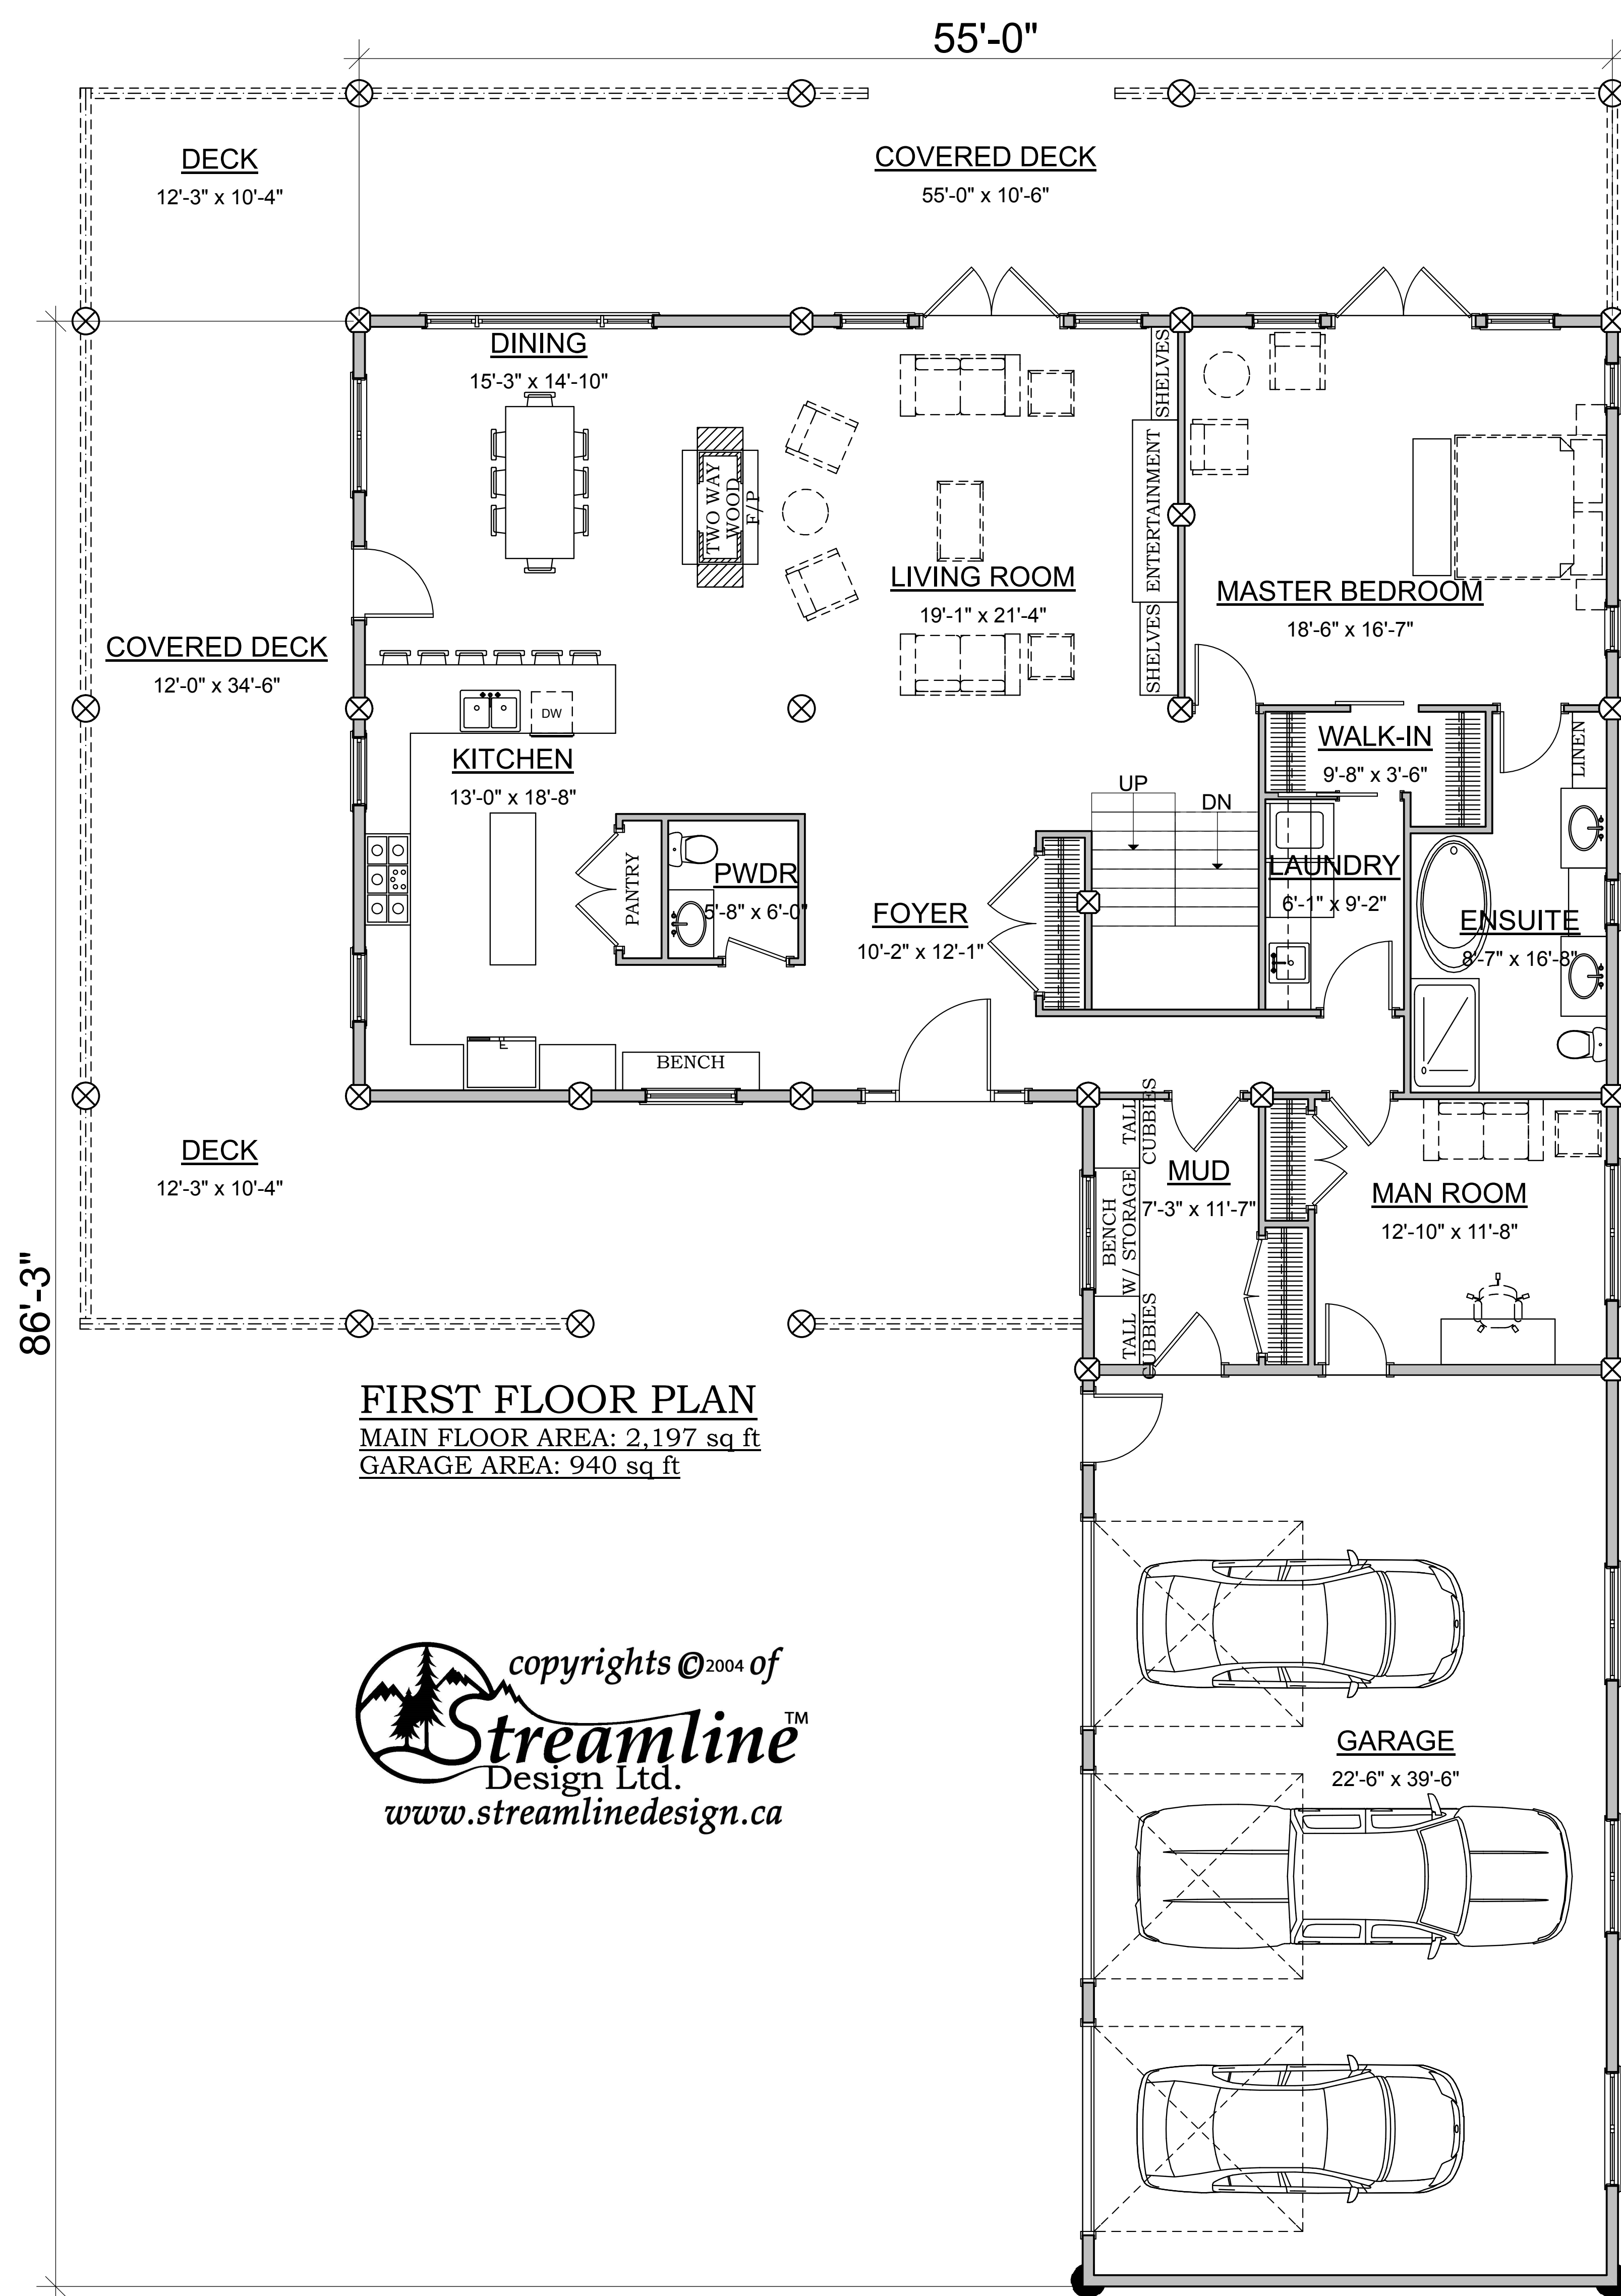 55'-0"
DECK
12'-3" x 10'-4"
COVERED DECK
55'-0" x 10'-6"
DINING
15'-3" x 14'-10"
SHELVES
ENTERTAINMENT
SHELVES
TWO WAY
WOOD
F/P
LIVING ROOM
19'-1" x 21'-4"
MASTER BEDROOM
18'-6" x 16'-7"
COVERED DECK
12'-0" x 34'-6"
DW
KITCHEN
13'-0" x 18'-8"
WALK-IN
9'-8" x 3'-6"
LINEN
UP
DN
PANTRY
PWDR
5'-8" x 6'-0"
FOYER
10'-2" x 12'-1"
LAUNDRY
6'-1" x 9'-2"
ENSUITE
8'-7" x 16'-8"
F
BENCH
DECK
12'-3" x 10'-4"
TALL
CUBBIES
BENCH
W/ STORAGE
TALL
CUBBIES
MUD
7'-3" x 11'-7"
MAN ROOM
12'-10" x 11'-8"
86'-3"
FIRST FLOOR PLAN
MAIN FLOOR AREA: 2,197 sq ft
GARAGE AREA: 940 sq ft
copyrights © 2004 of
Streamline™
Design Ltd.
www.streamlinedesign.ca
GARAGE
22'-6" x 39'-6"